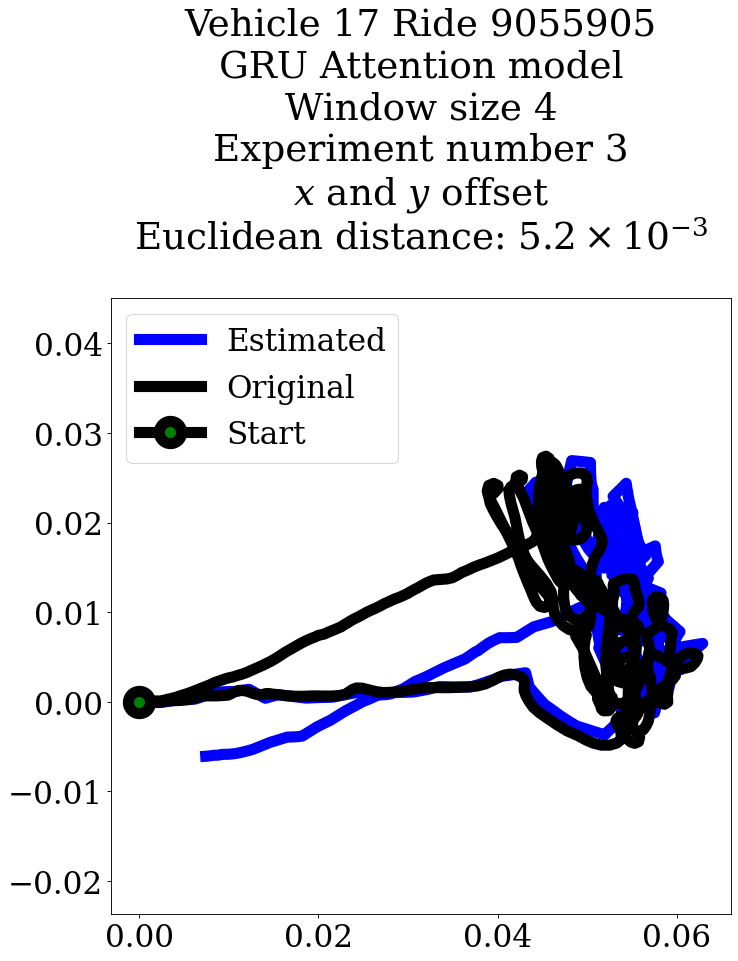 Vehicle 17 Ride 9055905
GRU Attention model
Window size 4
Experiment number 3
x and y offset
Euclidean distance: 5.2 × 10⁻³
Estimated
Original
Start
0.04
0.03
0.02
0.01
0.00
−0.01
−0.02
0.00 0.02 0.04 0.06